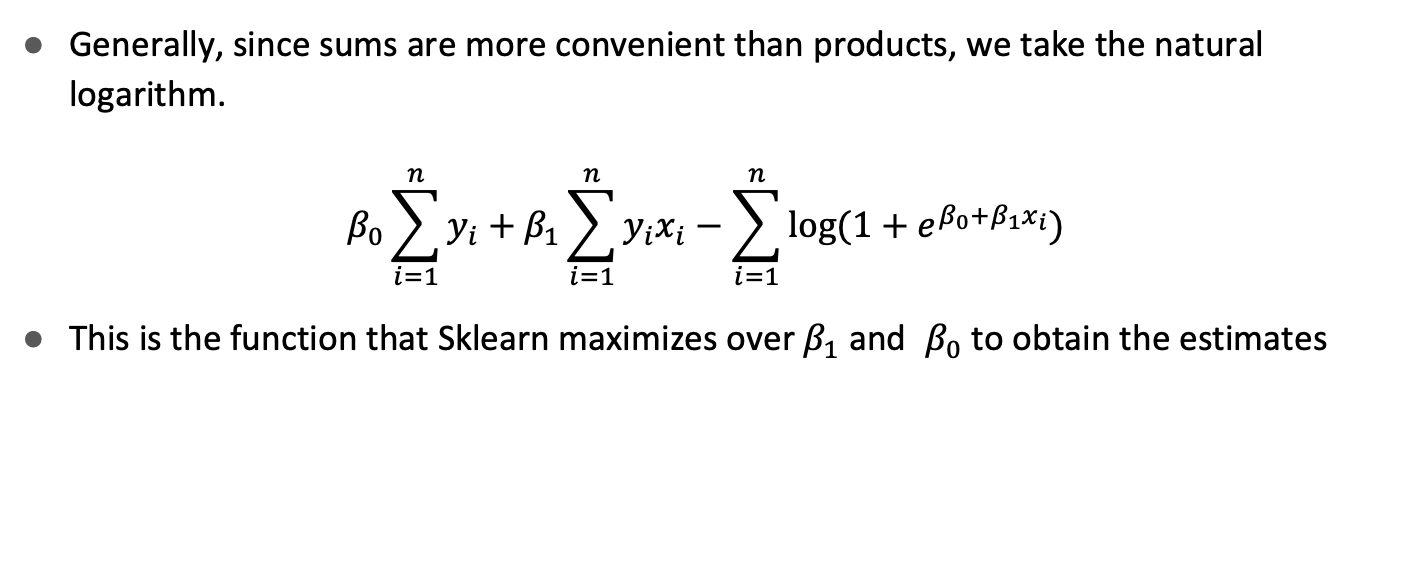 ● Generally, since sums are more convenient than products, we take the natural
logarithm.
β₀ ∑ᵢ₌₁ⁿ yᵢ + β₁ ∑ᵢ₌₁ⁿ yᵢxᵢ − ∑ᵢ₌₁ⁿ log(1 + e^(β₀+β₁xᵢ))
● This is the function that Sklearn maximizes over β₁ and β₀ to obtain the estimates